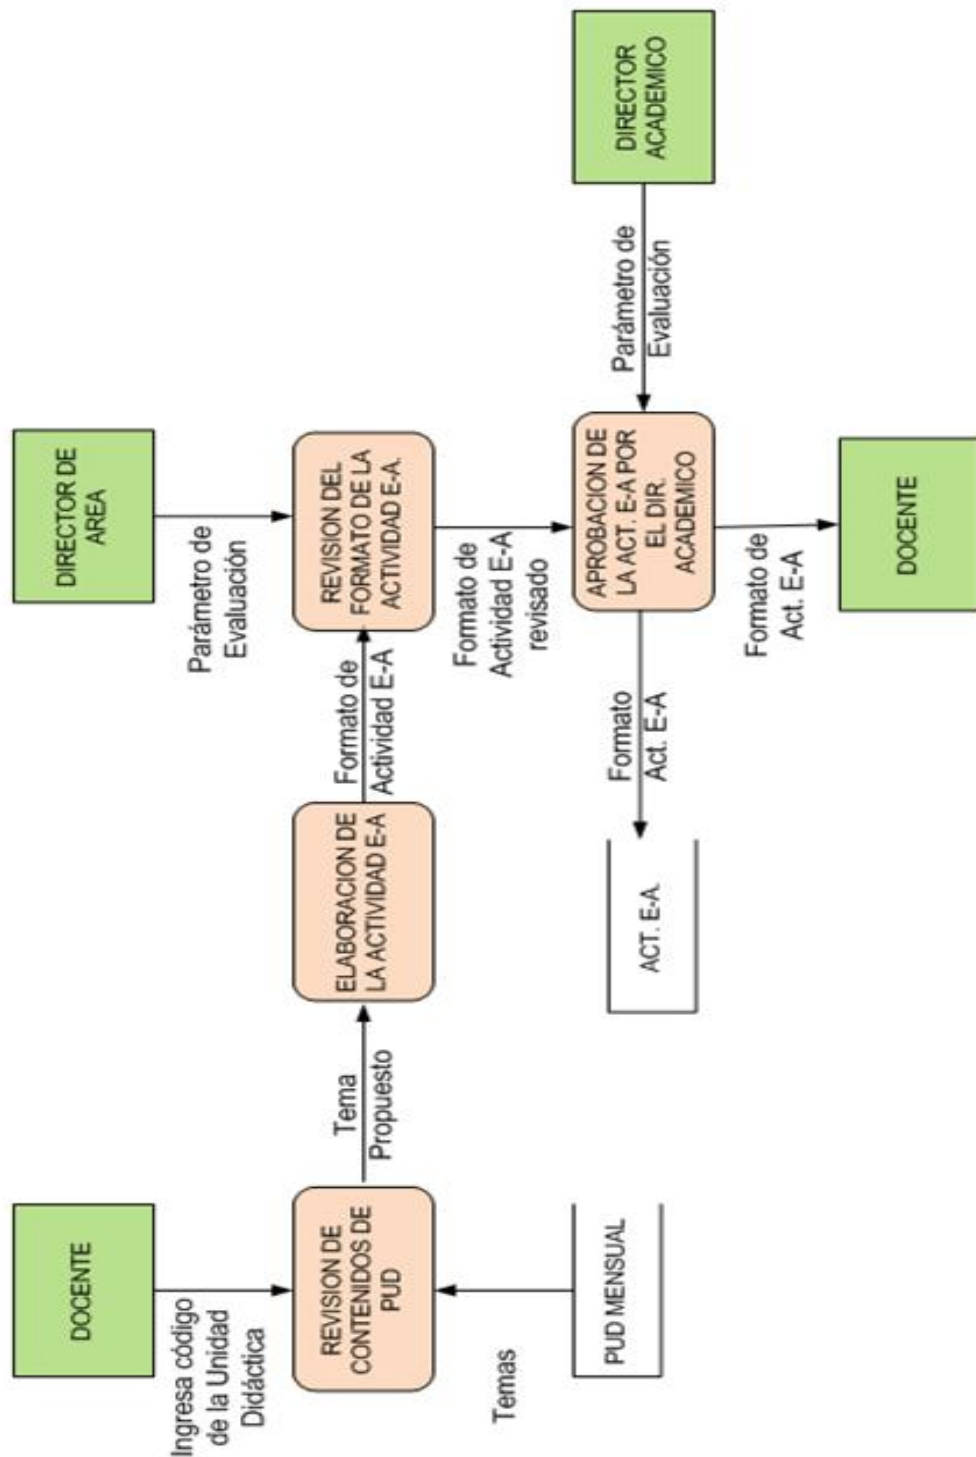 DOCENTE
DIRECTOR DE
AREA
Ingresa código
de la Unidad
Didáctica
Parámetro de
Evaluación
REVISION DE
CONTENIDOS DE
PUD
Tema
Propuesto
ELABORACION DE
LA ACTIVIDAD E-A
Formato de
Actividad E-A
REVISION DEL
FORMATO DE LA
ACTIVIDAD E-A.
Temas
Formato de
Actividad E-A
revisado
PUD MENSUAL
ACT. E-A.
Formato
Act. E-A
APROBACION DE
LA ACT. E-A POR
EL DIR.
ACADEMICO
Parámetro de
Evaluación
DIRECTOR
ACADEMICO
Formato de
Act. E-A
DOCENTE